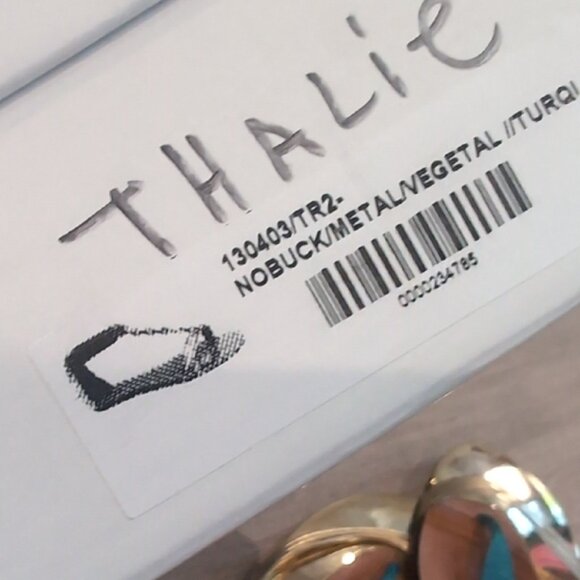 THALiE
130403/TR2-
NOBUCK/METAL/VEGETAL //TURQ
0000234785